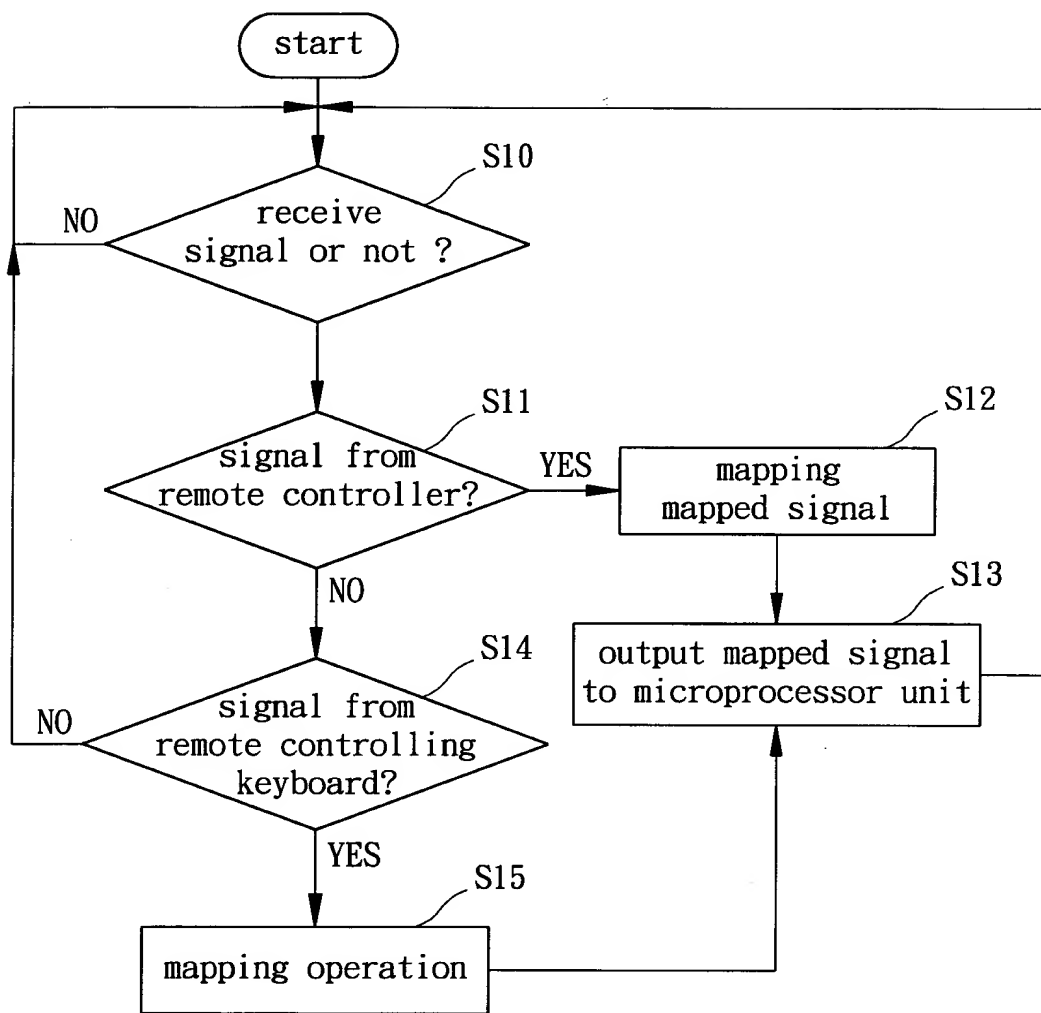 start
S10
receive
signal or not ?
NO
S11
signal from
remote controller?
YES
S12
mapping
mapped signal
NO
S13
output mapped signal
to microprocessor unit
S14
signal from
remote controlling
keyboard?
NO
YES
S15
mapping operation